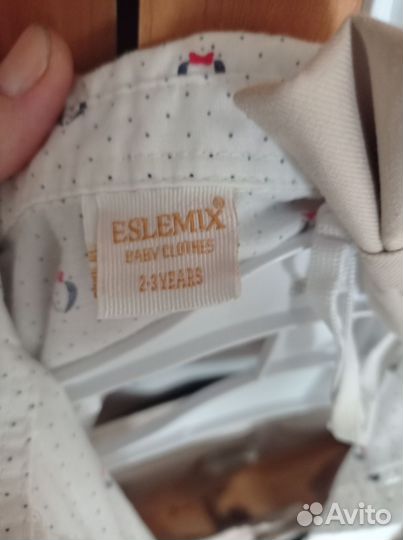 ESLEMIX
BABY CLOTHES
2-3 YEARS
Avito